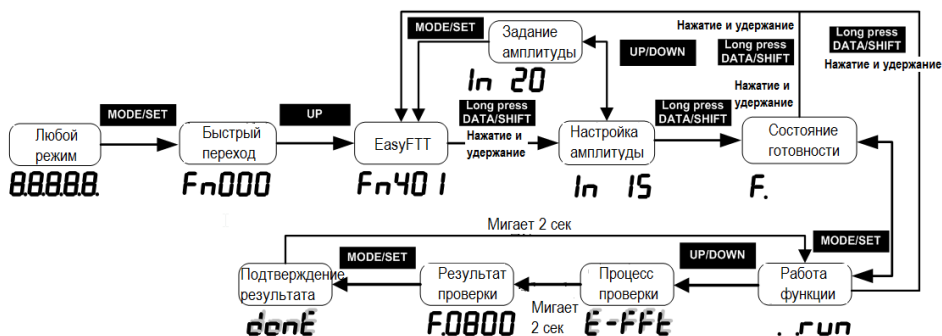 MODE/SET
Задание
амплитуды
UP/DOWN
Нажатие и удержание
Long press
DATA/SHIFT
Нажатие и удержание
Long press
DATA/SHIFT
Нажатие и удержание
In 20
MODE/SET
UP
Long press
DATA/SHIFT
Нажатие и
удержание
Long press
DATA/SHIFT
Нажатие и
удержание
Любой
режим
Быстрый
переход
EasyFTT
Настройка
амплитуды
Состояние
готовности
8.8.8.8.8.
Fn000
Fn401
In 15
F.
Мигает 2 сек
MODE/SET
MODE/SET
UP/DOWN
Подтверждение
результата
Результат
проверки
Процесс
проверки
Работа
функции
Мигает
2 сек
donE
F.0800
E-FFt
. .run